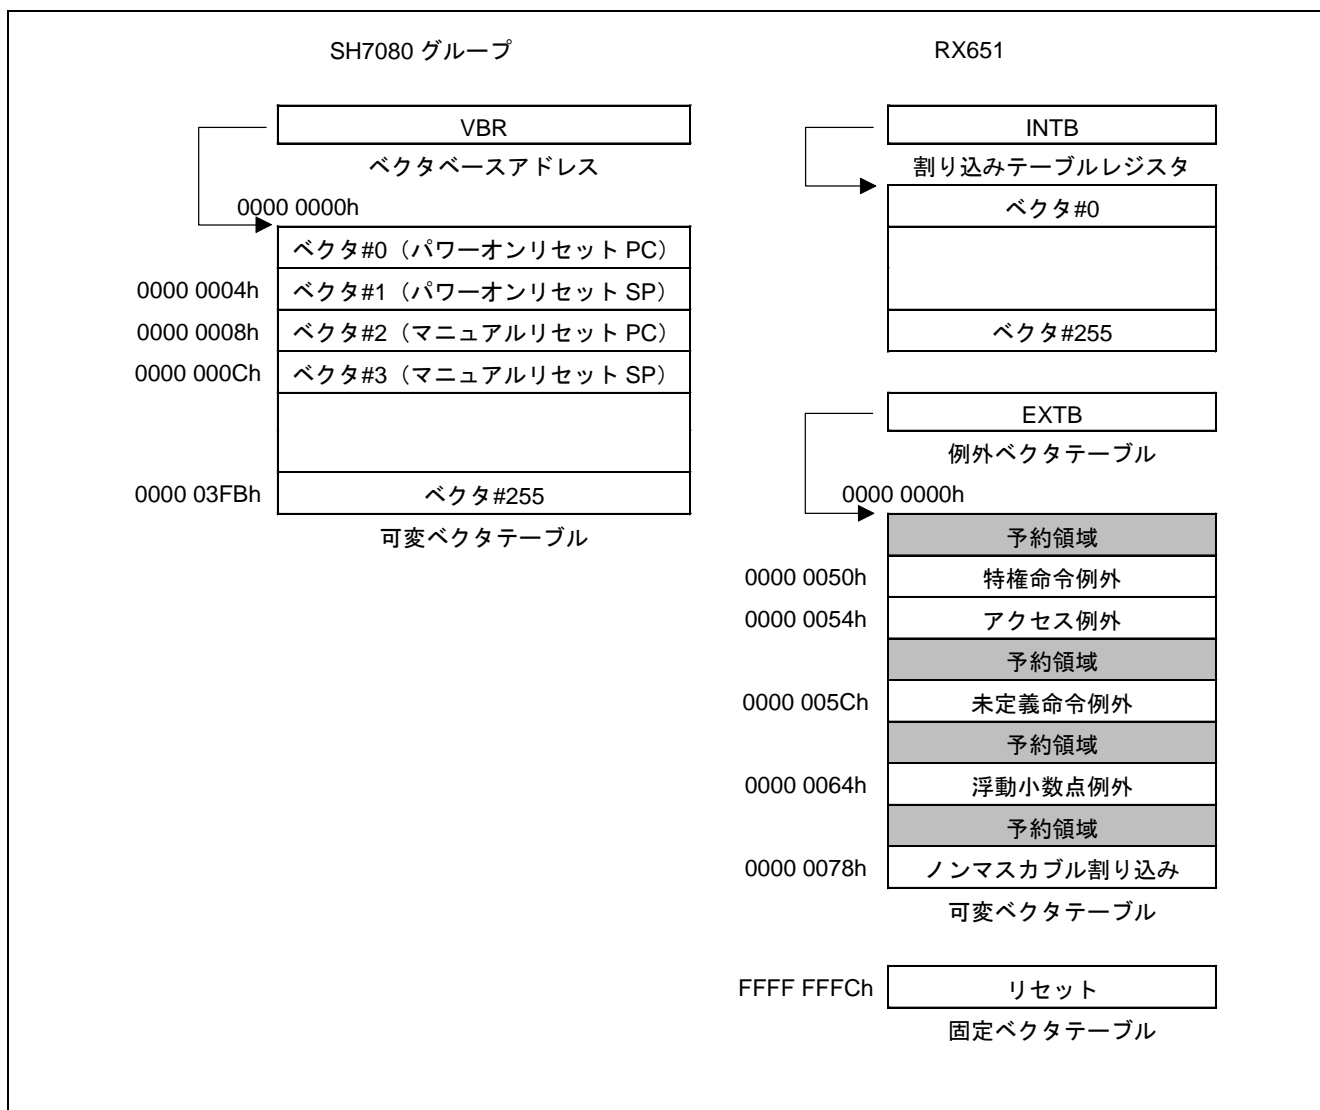 SH7080 グループ
VBR
ベクタベースアドレス
0000 0000h
ベクタ#0（パワーオンリセット PC）
0000 0004h
ベクタ#1（パワーオンリセット SP）
0000 0008h
ベクタ#2（マニュアルリセット PC）
0000 000Ch
ベクタ#3（マニュアルリセット SP）
0000 03FBh
ベクタ#255
可変ベクタテーブル
RX651
INTB
割り込みテーブルレジスタ
ベクタ#0
ベクタ#255
EXTB
例外ベクタテーブル
0000 0000h
予約領域
0000 0050h
特権命令例外
0000 0054h
アクセス例外
予約領域
0000 005Ch
未定義命令例外
予約領域
0000 0064h
浮動小数点例外
予約領域
0000 0078h
ノンマスカブル割り込み
可変ベクタテーブル
FFFF FFFCh
リセット
固定ベクタテーブル